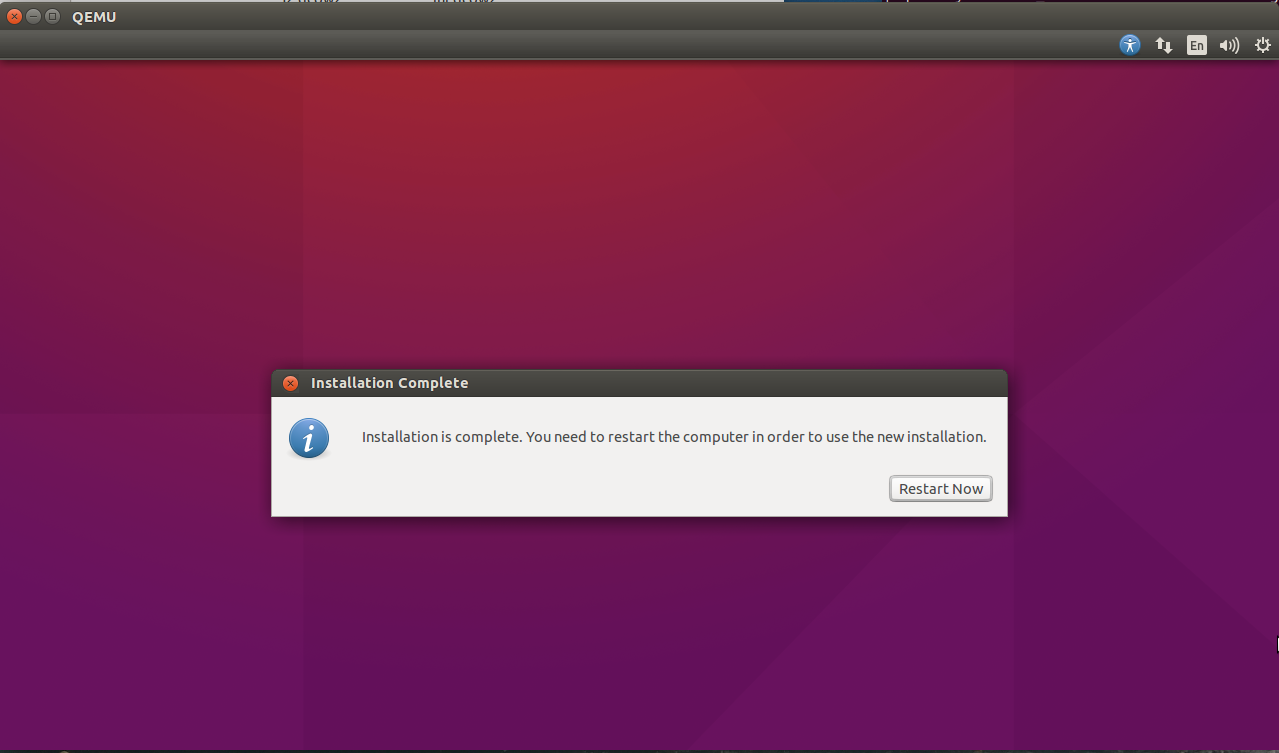 QEMU
En
Installation Complete
Installation is complete. You need to restart the computer in order to use the new installation.
Restart Now